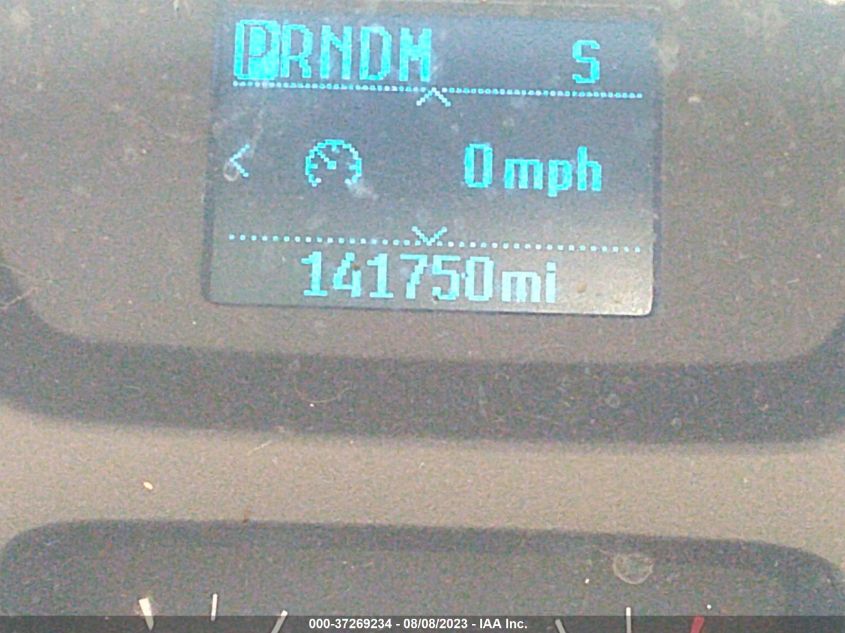 PRNDM S
0 mph
141750mi
000-37269234 - 08/08/2023 - IAA Inc.